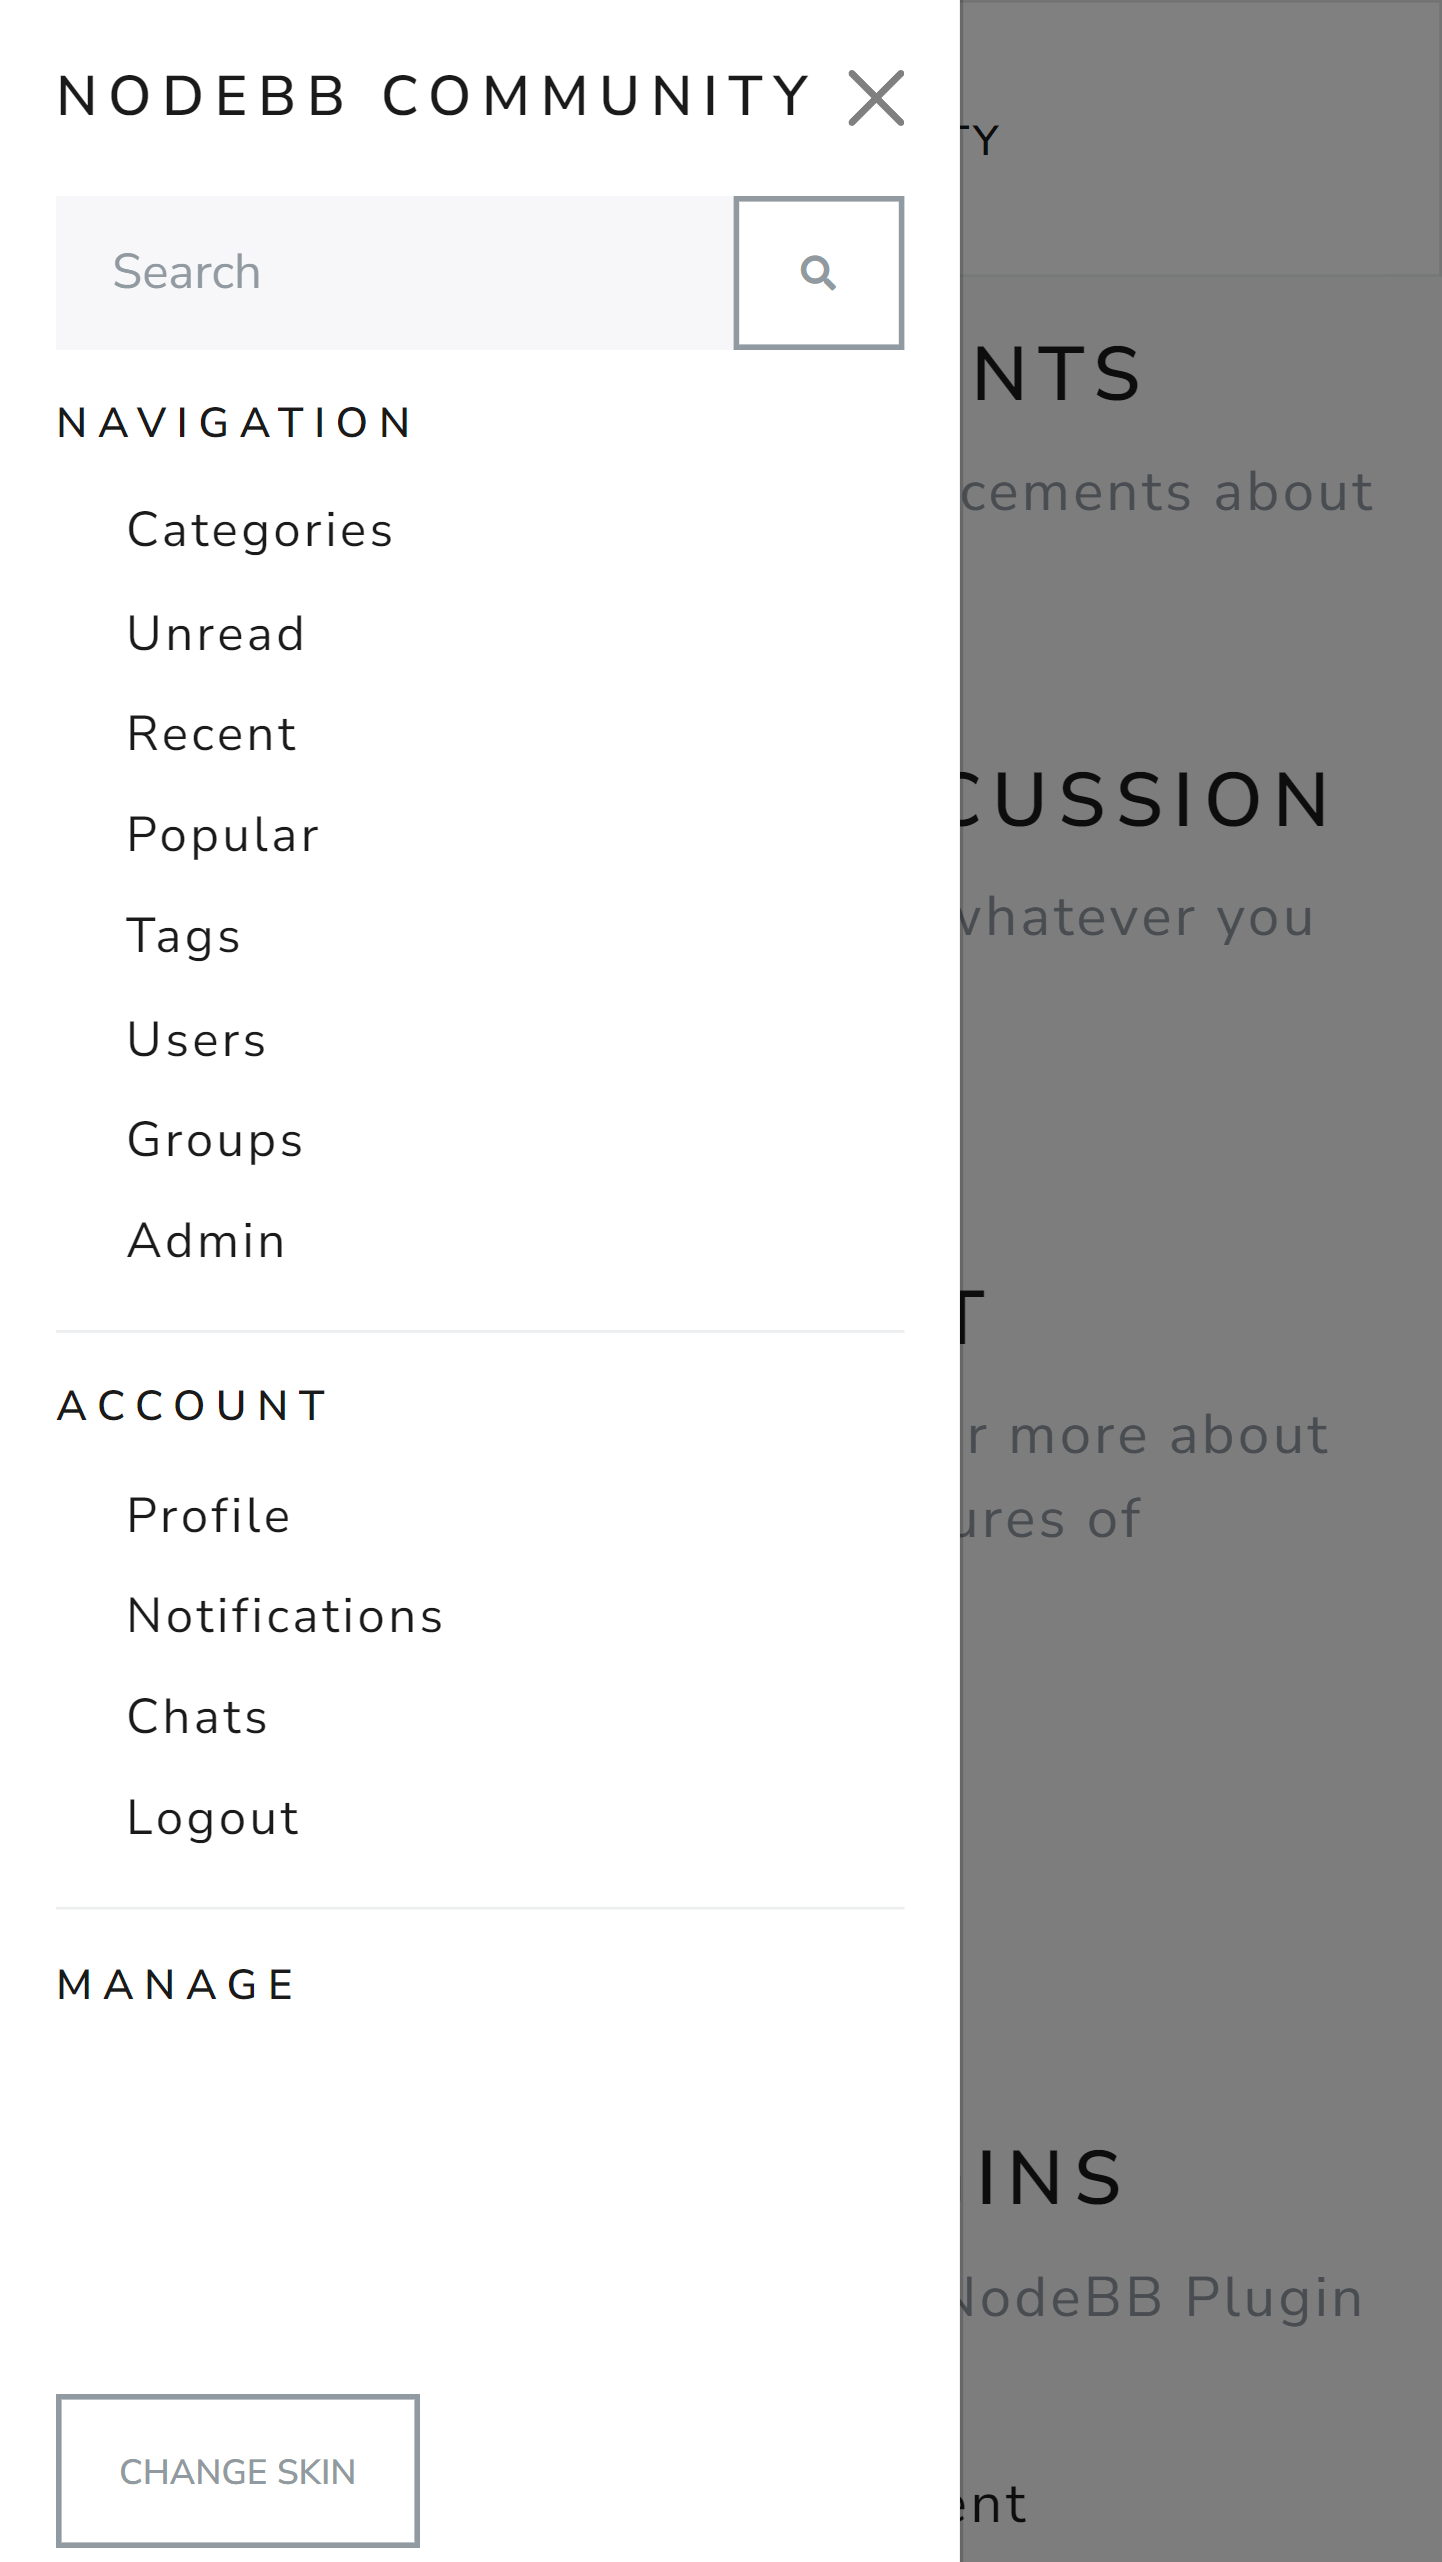 NODEBB COMMUNITY
TY
Search
NTS
NAVIGATION
cements about
Categories
Unread
Recent
Popular
CUSSION
whatever you
Tags
Users
Groups
Admin
T
ACCOUNT
r more about
Profile
ures of
Notifications
Chats
Logout
MANAGE
INS
NodeBB Plugin
CHANGE SKIN
ent